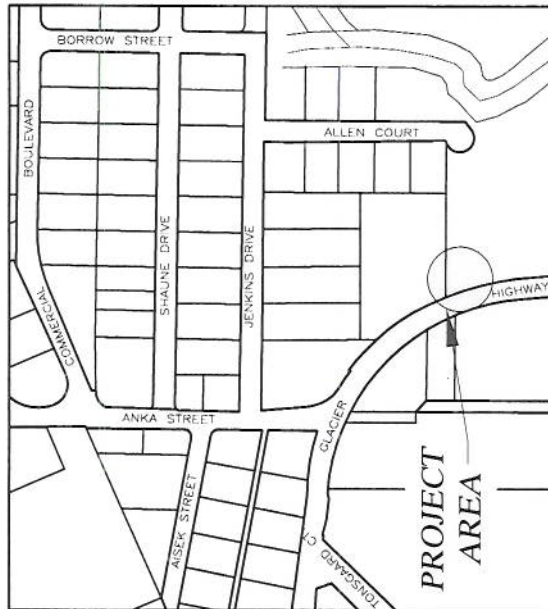 BORROW STREET
BOULEVARD
ALLEN COURT
SHAUNE DRIVE
JENKINS DRIVE
COMMERCIAL
HIGHWAY
ANKA STREET
GLACIER
AISEK STREET
TONSGAARD CT
PROJECT
AREA